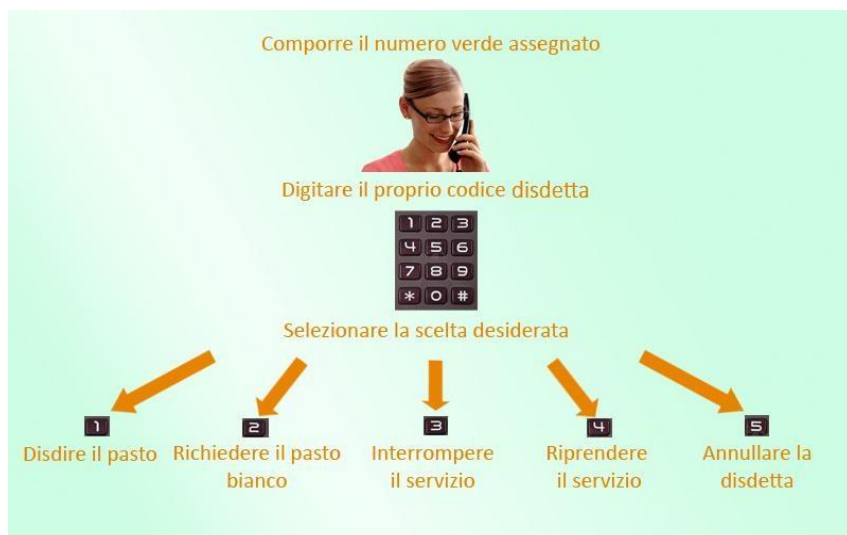 Comporre il numero verde assegnato
Digitare il proprio codice disdetta
1 2 3
4 5 6
7 8 9
* 0 #
Selezionare la scelta desiderata
1
Disdire il pasto
2
Richiedere il pasto
bianco
3
Interrompere
il servizio
4
Riprendere
il servizio
5
Annullare la
disdetta